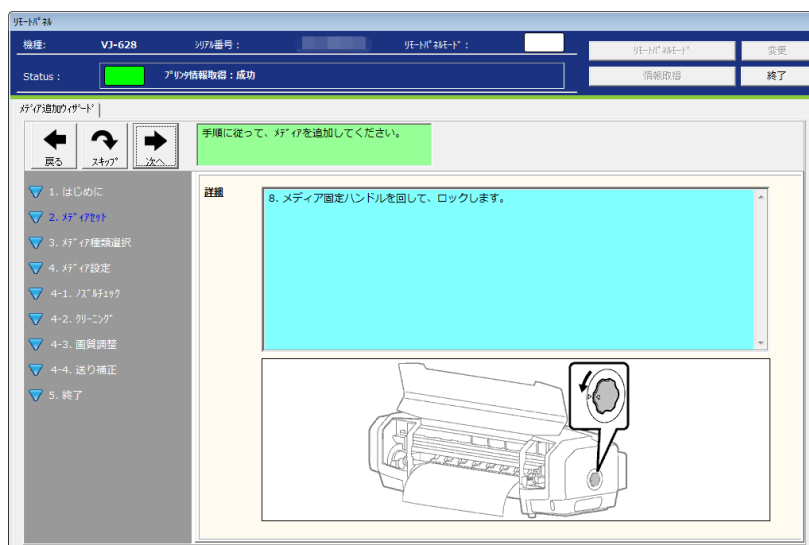 リモートパネル
機種: VJ-628 シリアル番号: リモートパネルモード: リモートパネルモード 変更
Status: プリンタ情報取得:成功 情報取得 終了
メディア追加ウィザード
戻る スキップ 次へ
手順に従って、メディアを追加してください。
1. はじめに
2. メディアセット
3. メディア種類選択
4. メディア設定
4-1. ノズルチェック
4-2. クリーニング
4-3. 画質調整
4-4. 送り補正
5. 終了
詳細
8. メディア固定ハンドルを回して、ロックします。